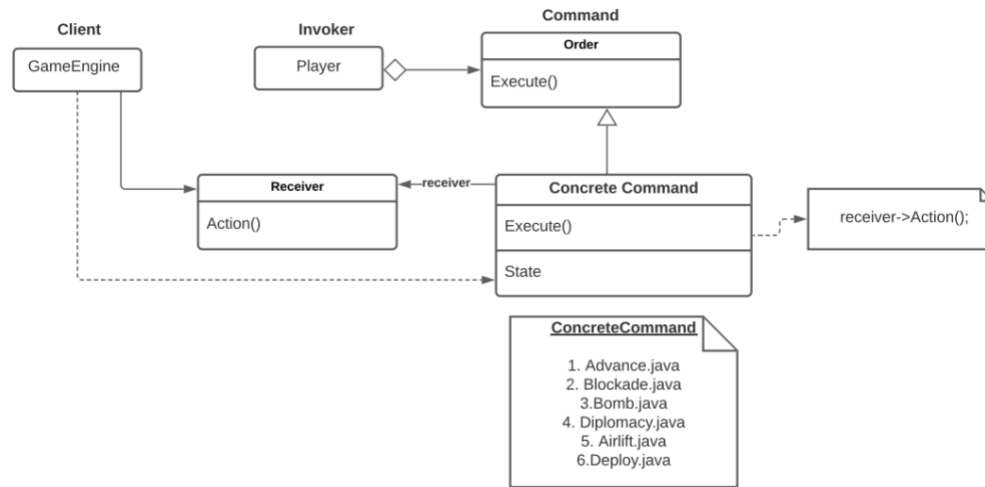 Client
Invoker
Command
GameEngine
Player
Order
Execute()
Receiver
Action()
receiver
Concrete Command
Execute()
State
receiver->Action();
ConcreteCommand
1. Advance.java
2. Blockade.java
3.Bomb.java
4. Diplomacy.java
5. Airlift.java
6.Deploy.java